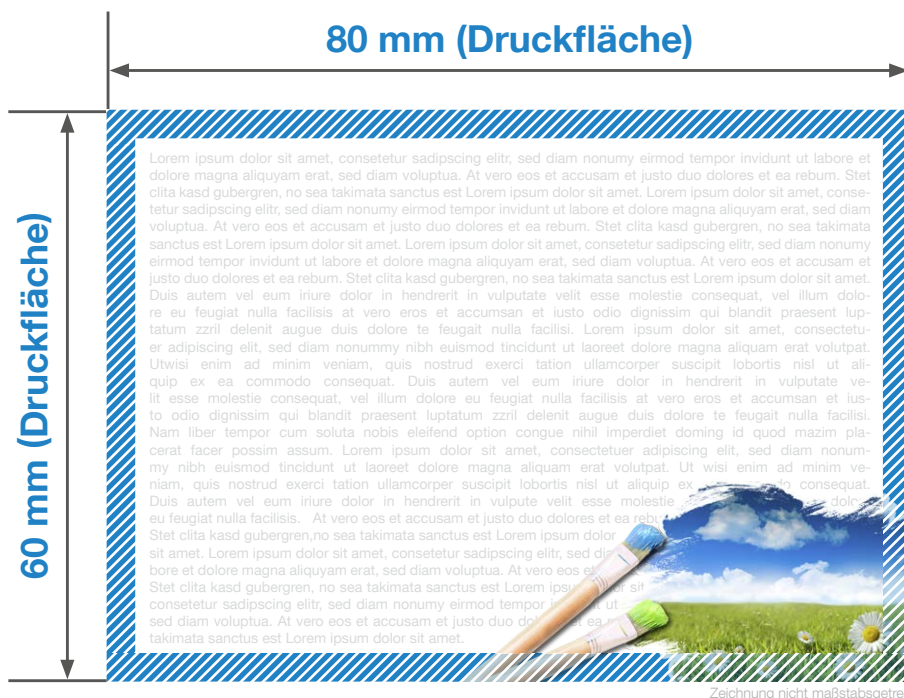 80 mm (Druckfläche)
60 mm (Druckfläche)
Lorem ipsum dolor sit amet, consetetur sadipscing elitr, sed diam nonumy eirmod tempor invidunt ut labore et
dolore magna aliquyam erat, sed diam voluptua. At vero eos et accusam et justo duo dolores et ea rebum. Stet
clita kasd gubergren, no sea takimata sanctus est Lorem ipsum dolor sit amet. Lorem ipsum dolor sit amet, conse-
tetur sadipscing elitr, sed diam nonumy eirmod tempor invidunt ut labore et dolore magna aliquyam erat, sed diam
voluptua. At vero eos et accusam et justo duo dolores et ea rebum. Stet clita kasd gubergren, no sea takimata
sanctus est Lorem ipsum dolor sit amet. Lorem ipsum dolor sit amet, consetetur sadipscing elitr, sed diam nonumy
eirmod tempor invidunt ut labore et dolore magna aliquyam erat, sed diam voluptua. At vero eos et accusam et
justo duo dolores et ea rebum. Stet clita kasd gubergren, no sea takimata sanctus est Lorem ipsum dolor sit amet.
Duis autem vel eum iriure dolor in hendrerit in vulputate velit esse molestie consequat, vel illum dolo-
re eu feugiat nulla facilisis at vero eros et accumsan et iusto odio dignissim qui blandit praesent lup-
tatum zzril delenit augue duis dolore te feugait nulla facilisi. Lorem ipsum dolor sit amet, consectetu-
er adipiscing elit, sed diam nonummy nibh euismod tincidunt ut laoreet dolore magna aliquam erat volutpat.
Utwisi enim ad minim veniam, quis nostrud exerci tation ullamcorper suscipit lobortis nisl ut ali-
quip ex ea commodo consequat. Duis autem vel eum iriure dolor in hendrerit in vulputate ve-
lit esse molestie consequat, vel illum dolore eu feugiat nulla facilisis at vero eros et accumsan et ius-
to odio dignissim qui blandit praesent luptatum zzril delenit augue duis dolore te feugait nulla facilisi.
Nam liber tempor cum soluta nobis eleifend option congue nihil imperdiet doming id quod mazim pla-
cerat facer possim assum. Lorem ipsum dolor sit amet, consectetuer adipiscing elit, sed diam nonum-
my nibh euismod tincidunt ut laoreet dolore magna aliquam erat volutpat. Ut wisi enim ad minim ve-
niam, quis nostrud exerci tation ullamcorper suscipit lobortis nisl ut aliquip ex consequat.
Duis autem vel eum iriure dolor in hendrerit in vulpute velit esse molestie
eu feugiat nulla facilisis. At vero eos et accusam et justo duo dolores et ea
Stet clita kasd gubergren,no sea takimata sanctus est Lorem ipsum dolor
sit amet. Lorem ipsum dolor sit amet, consetetur sadipscing elitr, sed
bore et dolore magna aliquyam erat, sed diam voluptua. At vero eos et
Stet clita kasd gubergren, no sea takimata sanctus est Lorem sit
consetetur sadipscing elitr, sed diam nonumy eirmod tempor ut
sed diam voluptua. At vero eos et accusam et justo duo et ea
takimata sanctus est Lorem ipsum dolor sit amet.
Zeichnung nicht